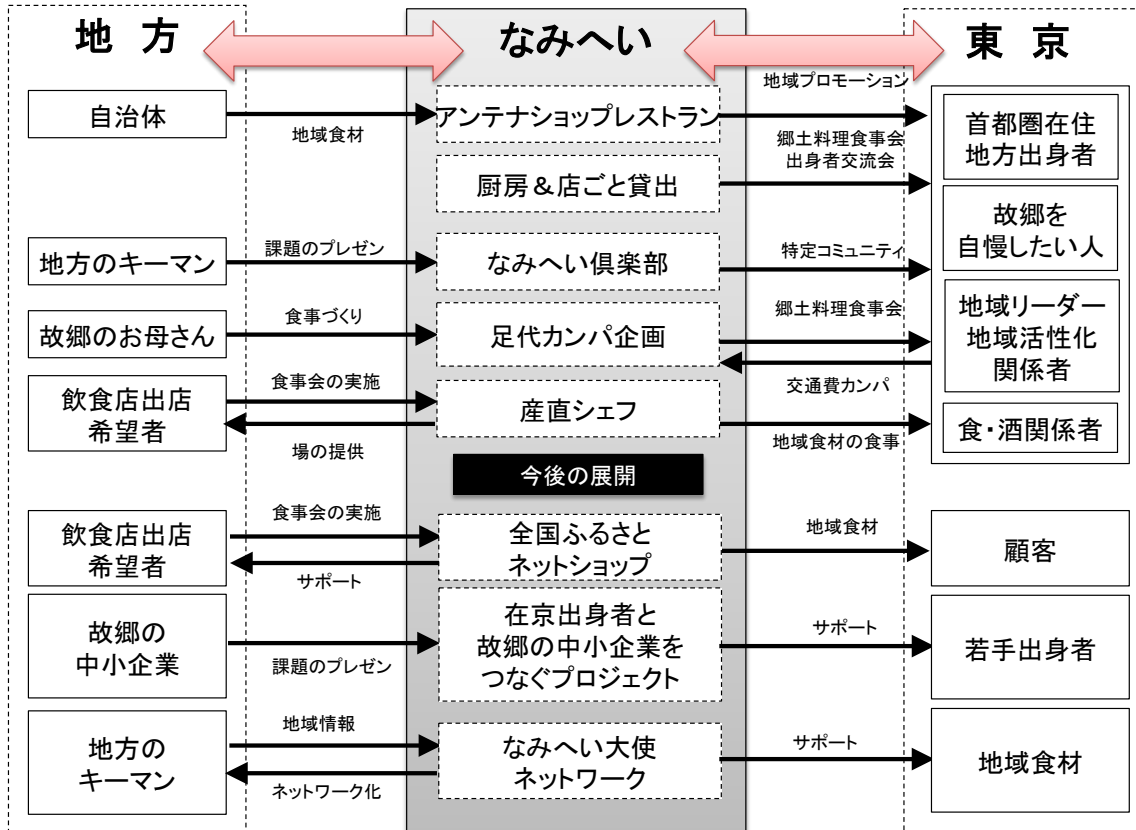 地 方
なみへい
東 京
自治体
地域食材
アンテナショップレストラン
地域プロモーション
首都圏在住
地方出身者
厨房＆店ごと貸出
郷土料理食事会
出身者交流会
故郷を
自慢したい人
地方のキーマン
課題のプレゼン
なみへい倶楽部
特定コミュニティ
故郷のお母さん
食事づくり
足代カンパ企画
郷土料理食事会
交通費カンパ
地域リーダー
地域活性化
関係者
飲食店出店
希望者
食事会の実施
場の提供
産直シェフ
地域食材の食事
食・酒関係者
今後の展開
飲食店出店
希望者
食事会の実施
サポート
全国ふるさと
ネットショップ
地域食材
顧客
故郷の
中小企業
課題のプレゼン
在京出身者と
故郷の中小企業を
つなぐプロジェクト
サポート
若手出身者
地方の
キーマン
地域情報
ネットワーク化
なみへい大使
ネットワーク
サポート
地域食材